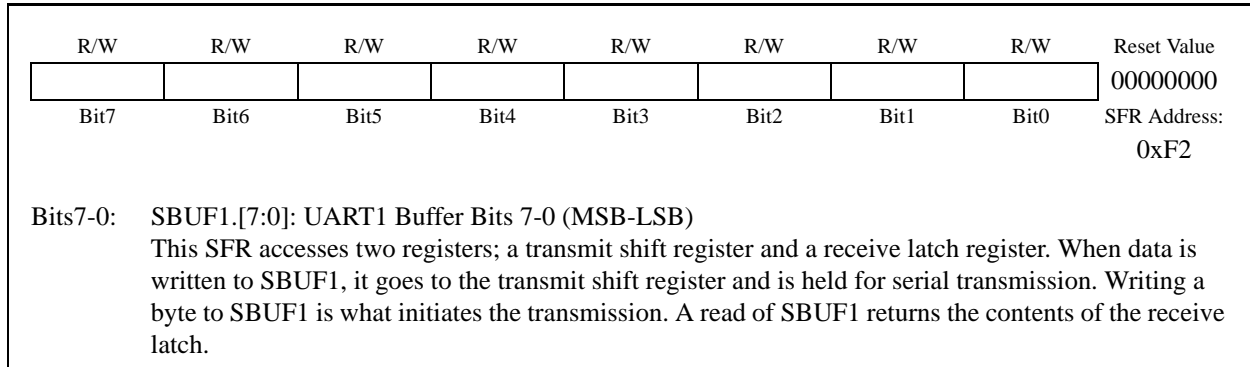 R/W R/W R/W R/W R/W R/W R/W R/W Reset Value
00000000
Bit7 Bit6 Bit5 Bit4 Bit3 Bit2 Bit1 Bit0 SFR Address:
0xF2
Bits7-0: SBUF1.[7:0]: UART1 Buffer Bits 7-0 (MSB-LSB)
This SFR accesses two registers; a transmit shift register and a receive latch register. When data is
written to SBUF1, it goes to the transmit shift register and is held for serial transmission. Writing a
byte to SBUF1 is what initiates the transmission. A read of SBUF1 returns the contents of the receive
latch.